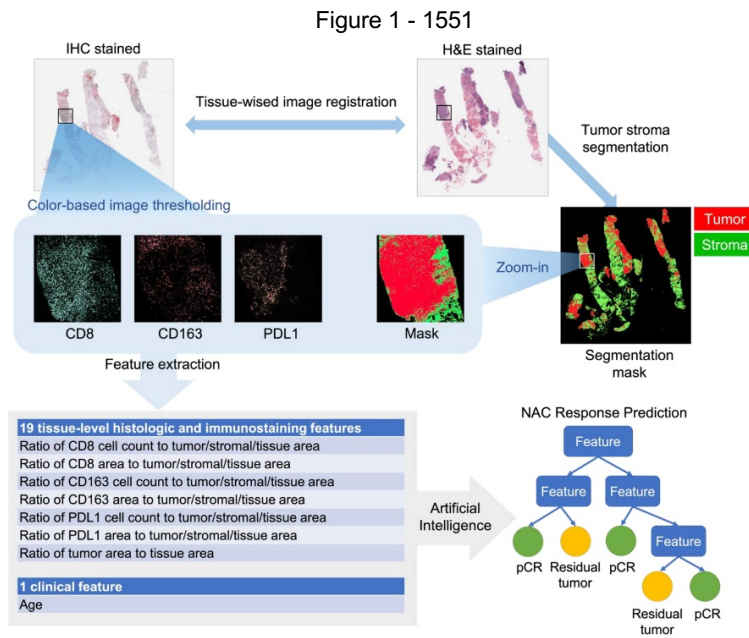 Figure 1 - 1551
IHC stained
H&E stained
Tissue-wised image registration
Tumor stroma
segmentation
Color-based image thresholding
Tumor
Stroma
Zoom-in
CD8
CD163
PDL1
Mask
Segmentation
mask
Feature extraction
19 tissue-level histologic and immunostaining features
Ratio of CD8 cell count to tumor/stromal/tissue area
Ratio of CD8 area to tumor/stromal/tissue area
Ratio of CD163 cell count to tumor/stromal/tissue area
Ratio of CD163 area to tumor/stromal/tissue area
Ratio of PDL1 cell count to tumor/stromal/tissue area
Ratio of PDL1 area to tumor/stromal/tissue area
Ratio of tumor area to tissue area
1 clinical feature
Age
Artificial
Intelligence
NAC Response Prediction
Feature
Feature
Feature
Feature
pCR
Residual
tumor
pCR
Residual
tumor
pCR